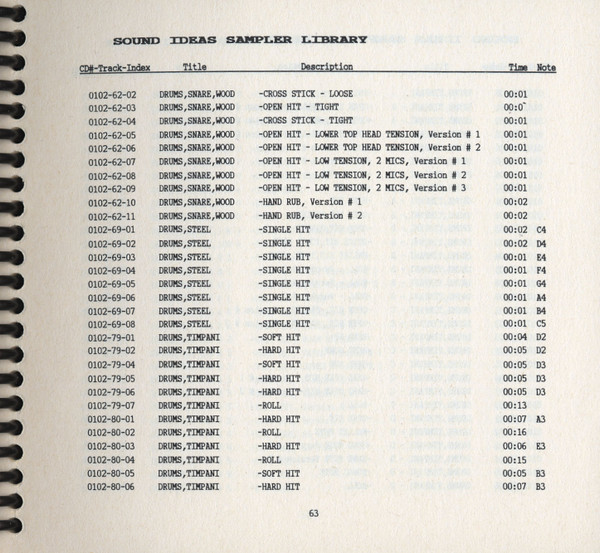 SOUND IDEAS SAMPLER LIBRARY
CD#-Track-Index Title Description Time Note
0102-62-02 DRUMS,SNARE,WOOD -CROSS STICK - LOOSE 00:01
0102-62-03 DRUMS,SNARE,WOOD -OPEN HIT - TIGHT
0102-62-04 DRUMS,SNARE,WOOD -CROSS STICK - TIGHT 00:01
0102-62-05 DRUMS,SNARE,WOOD -OPEN HIT - LOWER TOP HEAD TENSION, Version # 1 00:01
0102-62-06 DRUMS,SNARE,WOOD -OPEN HIT - LOWER TOP HEAD TENSION, Version # 2 00:01
0102-62-07 DRUMS,SNARE,WOOD -OPEN HIT - LOW TENSION, 2 MICS, Version # 1 00:01
0102-62-08 DRUMS,SNARE,WOOD -OPEN HIT - LOW TENSION, 2 MICS, Version # 2 00:01
0102-62-09 DRUMS,SNARE,WOOD -OPEN HIT - LOW TENSION, 2 MICS, Version # 3 00:01
0102-62-10 DRUMS,SNARE,WOOD -HAND RUB, Version # 1 00:02
0102-62-11 DRUMS,SNARE,WOOD -HAND RUB, Version # 2 00:02
0102-69-01 DRUMS,STEEL -SINGLE HIT 00:02 C4
0102-69-02 DRUMS,STEEL -SINGLE HIT 00:02 D4
0102-69-03 DRUMS,STEEL -SINGLE HIT 00:01 E4
0102-69-04 DRUMS,STEEL -SINGLE HIT 00:01 F4
0102-69-05 DRUMS,STEEL -SINGLE HIT 00:01 G4
0102-69-06 DRUMS,STEEL -SINGLE HIT 00:01 A4
0102-69-07 DRUMS,STEEL -SINGLE HIT 00:01 B4
0102-69-08 DRUMS,STEEL -SINGLE HIT 00:01 C5
0102-79-01 DRUMS,TIMPANI -SOFT HIT 00:04 D2
0102-79-02 DRUMS,TIMPANI -HARD HIT 00:05 D2
0102-79-04 DRUMS,TIMPANI -SOFT HIT 00:05 D3
0102-79-05 DRUMS,TIMPANI -HARD HIT 00:05 D3
0102-79-06 DRUMS,TIMPANI -HARD HIT 00:05 D3
0102-79-07 DRUMS,TIMPANI -ROLL 00:13
0102-80-01 DRUMS,TIMPANI -HARD HIT 00:07 A3
0102-80-02 DRUMS,TIMPANI -ROLL 00:16
0102-80-03 DRUMS,TIMPANI -HARD HIT 00:06 E3
0102-80-04 DRUMS,TIMPANI -ROLL 00:15
0102-80-05 DRUMS,TIMPANI -SOFT HIT 00:05 B3
0102-80-06 DRUMS,TIMPANI -HARD HIT 00:07 B3
63